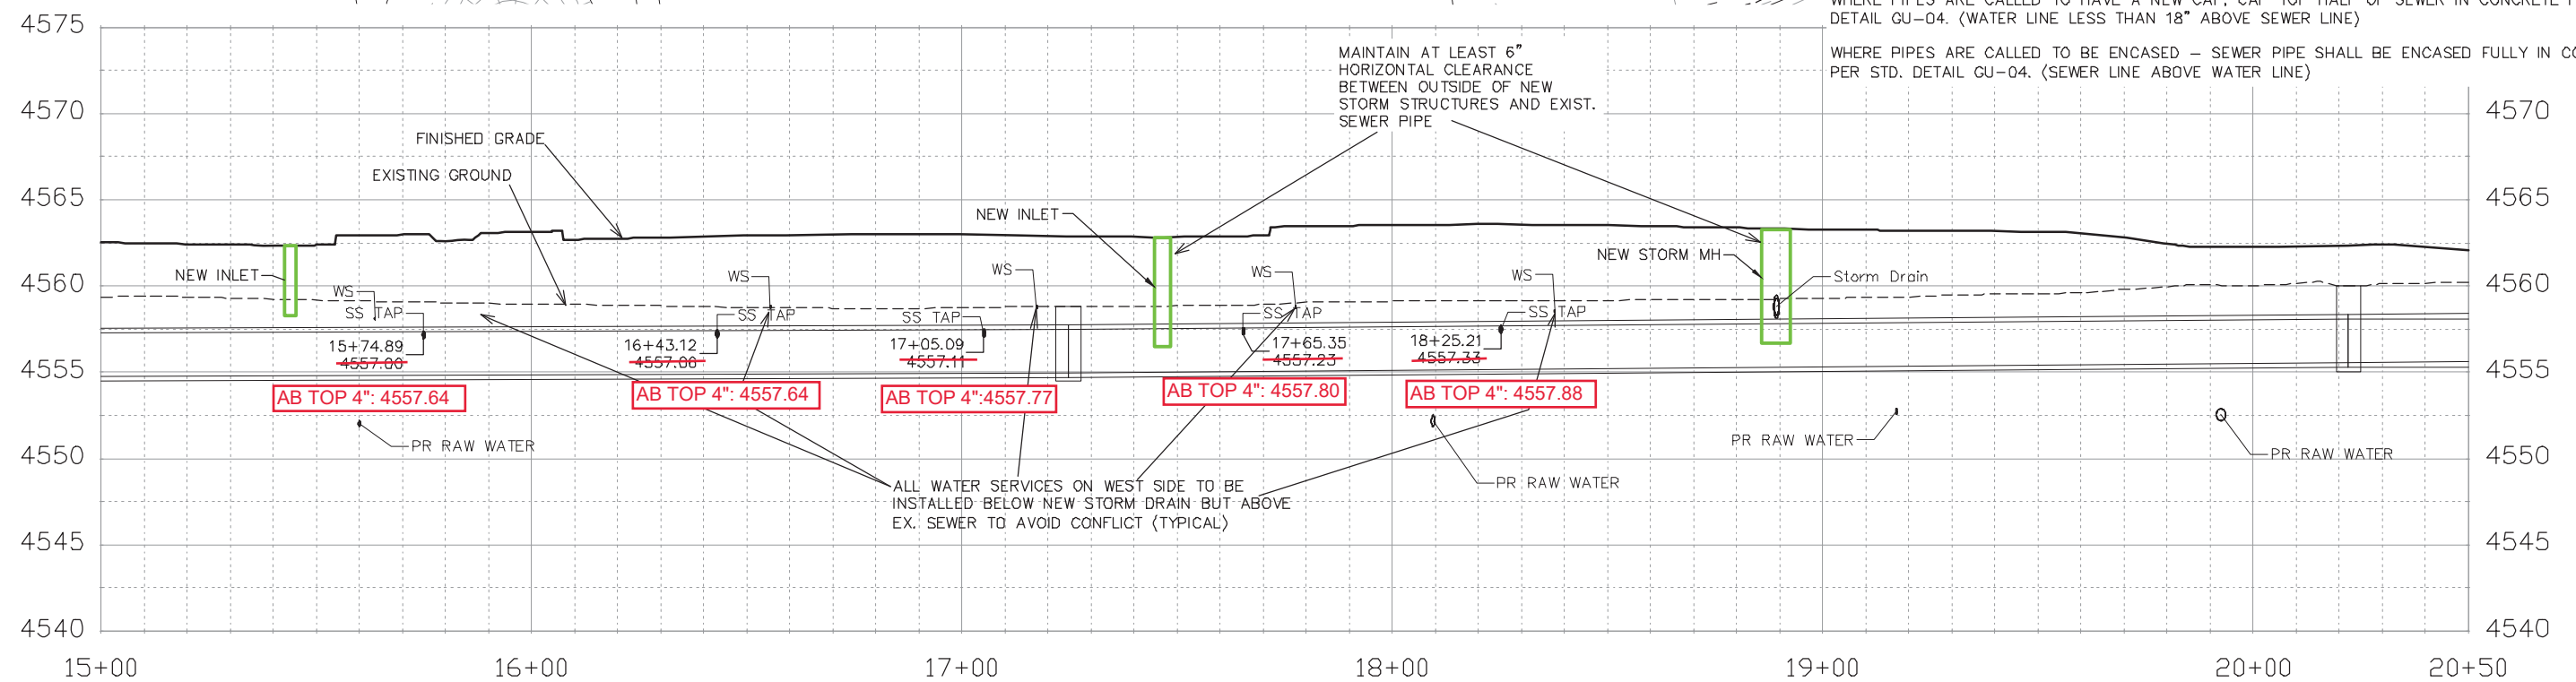 WHERE PIPES ARE CALLED TO HAVE A NEW CAP, CAP TOP HALF OF SEWER IN CONCRETE
DETAIL GU-04. (WATER LINE LESS THAN 18" ABOVE SEWER LINE)
WHERE PIPES ARE CALLED TO BE ENCASED - SEWER PIPE SHALL BE ENCASED FULLY IN CO
PER STD. DETAIL GU-04. (SEWER LINE ABOVE WATER LINE)
MAINTAIN AT LEAST 6"
HORIZONTAL CLEARANCE
BETWEEN OUTSIDE OF NEW
STORM STRUCTURES AND EXIST.
SEWER PIPE
4575
4570
4565
4560
4555
4550
4545
4540
4570
4565
4560
4555
4550
4545
4540
FINISHED GRADE
EXISTING GROUND
NEW INLET
NEW INLET
NEW STORM MH
Storm Drain
WS
SS TAP
15+74.89
4557.00
AB TOP 4": 4557.64
WS
SS TAP
16+43.12
4557.06
AB TOP 4": 4557.64
WS
SS TAP
17+05.09
4557.11
AB TOP 4":4557.77
WS
SS TAP
17+65.35
4557.23
AB TOP 4": 4557.80
WS
SS TAP
18+25.21
4557.33
AB TOP 4": 4557.88
PR RAW WATER
PR RAW WATER
PR RAW WATER
PR RAW WATER
ALL WATER SERVICES ON WEST SIDE TO BE
INSTALLED BELOW NEW STORM DRAIN BUT ABOVE
EX. SEWER TO AVOID CONFLICT (TYPICAL)
15+00
16+00
17+00
18+00
19+00
20+00
20+50